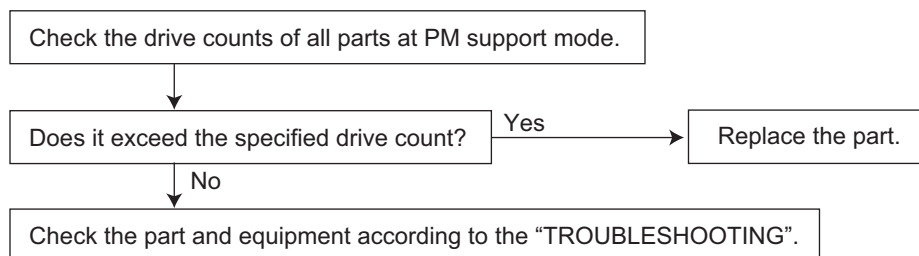 Check the drive counts of all parts at PM support mode.
Does it exceed the specified drive count?
Yes
Replace the part.
No
Check the part and equipment according to the “TROUBLESHOOTING”.